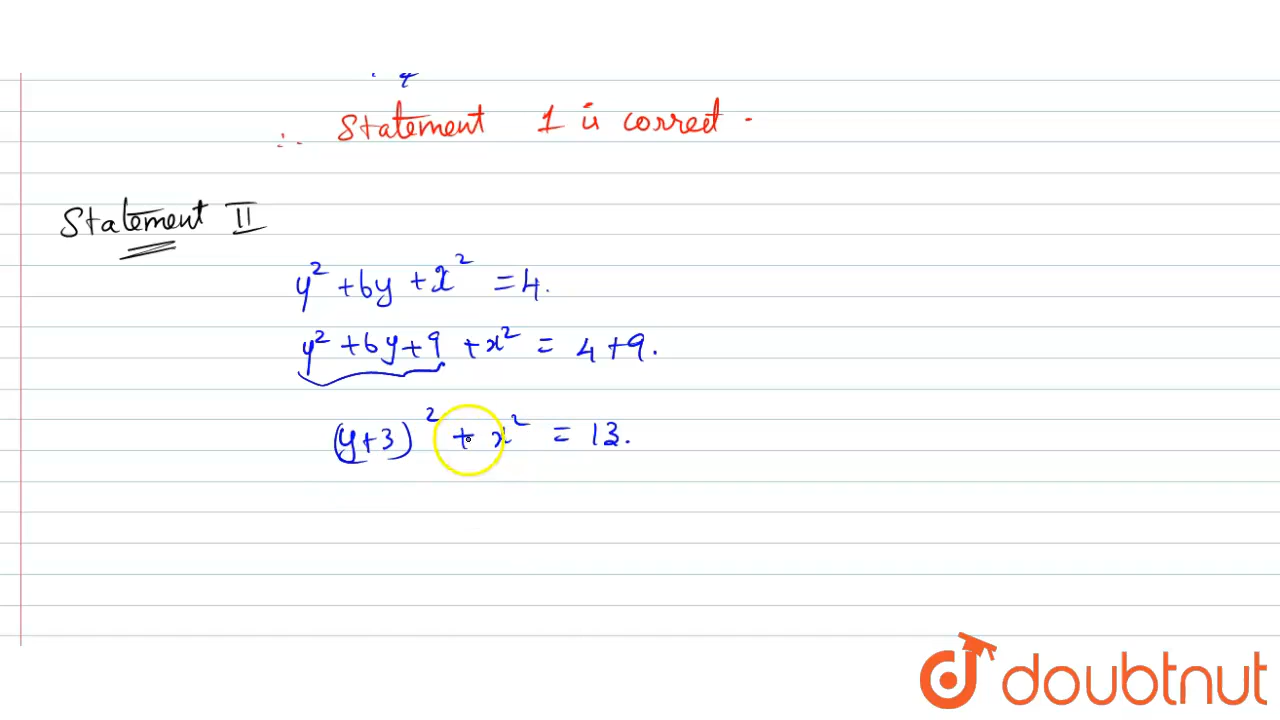 ∴ Statement 1 is correct.
Statement II
y² + 6y + x² = 4.
y² + 6y + 9 + x² = 4 + 9.
(y+3)² + x² = 13.
doubtnut